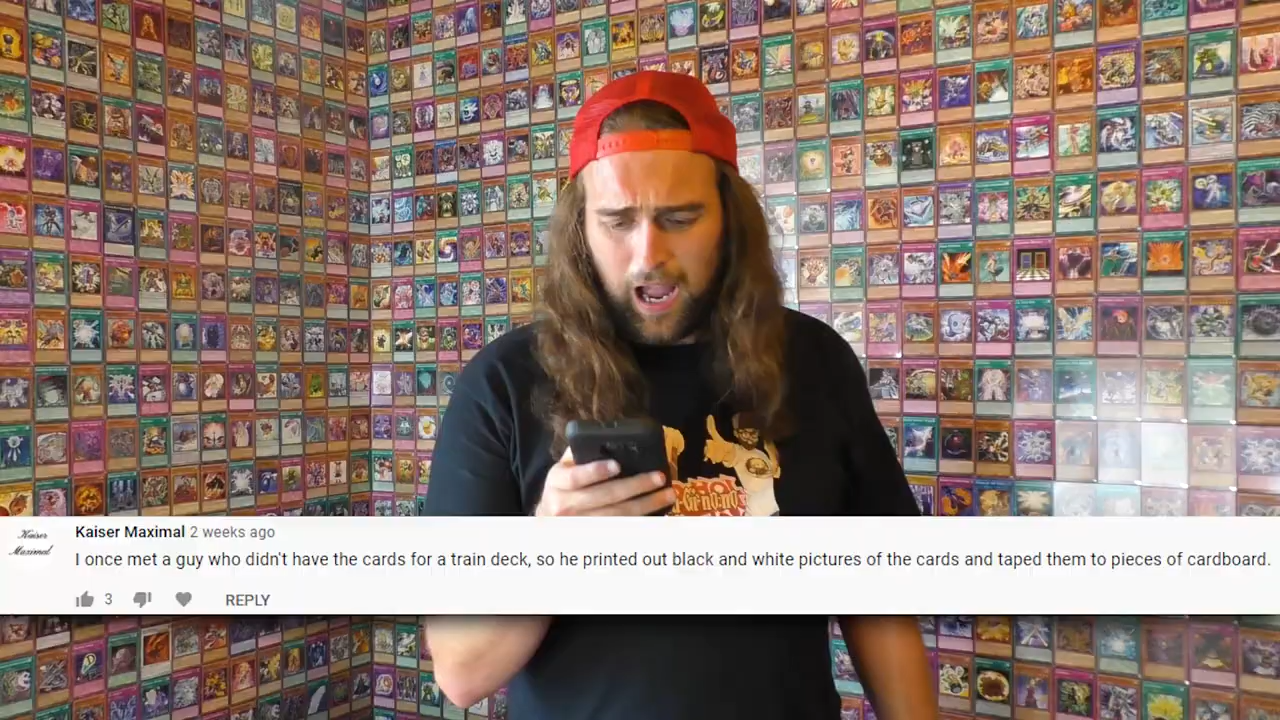 Kaiser Maximal
Kaiser Maximal 2 weeks ago
I once met a guy who didn't have the cards for a train deck, so he printed out black and white pictures of the cards and taped them to pieces of cardboard.
3 REPLY